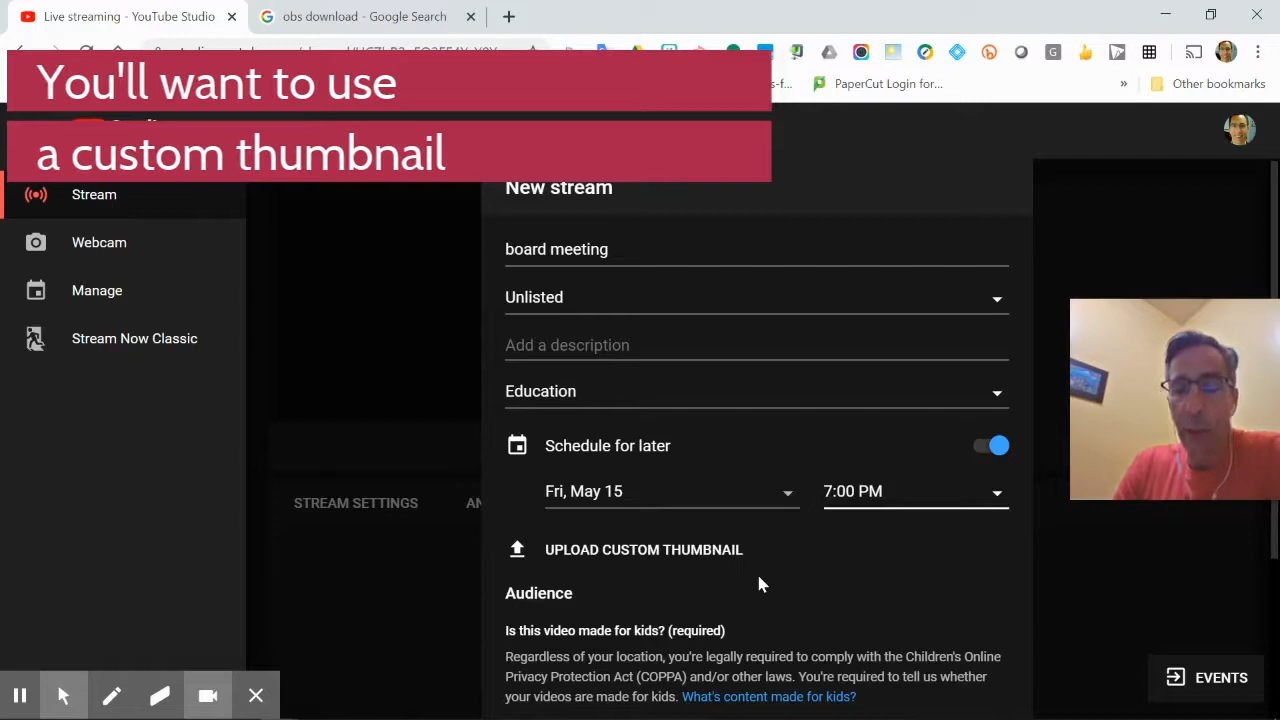 Live streaming - YouTube Studio
obs download - Google Search
PaperCut Login for...
Other bookmarks
You'll want to use
a custom thumbnail
Stream
Webcam
Manage
Stream Now Classic
STREAM SETTINGS
New stream
board meeting
Unlisted
Add a description
Education
Schedule for later
Fri, May 15
7:00 PM
UPLOAD CUSTOM THUMBNAIL
Audience
Is this video made for kids? (required)
Regardless of your location, you're legally required to comply with the Children's Online
Privacy Protection Act (COPPA) and/or other laws. You're required to tell us whether
your videos are made for kids. What's content made for kids?
EVENTS